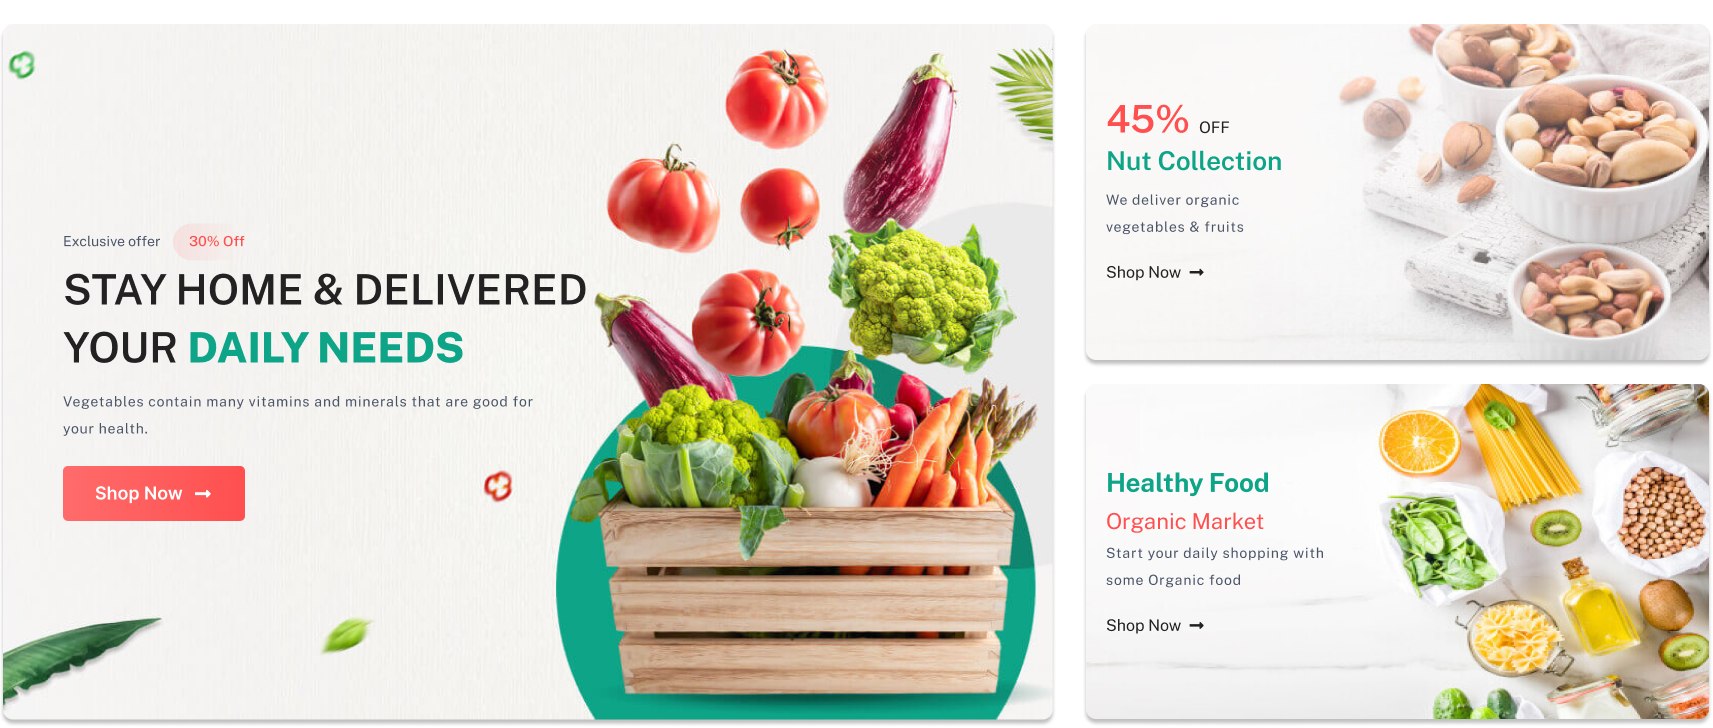 Exclusive offer 30% Off
STAY HOME & DELIVERED
YOUR DAILY NEEDS
Vegetables contain many vitamins and minerals that are good for
your health.
Shop Now
45% OFF
Nut Collection
We deliver organic
vegetables & fruits
Shop Now
Healthy Food
Organic Market
Start your daily shopping with
some Organic food
Shop Now